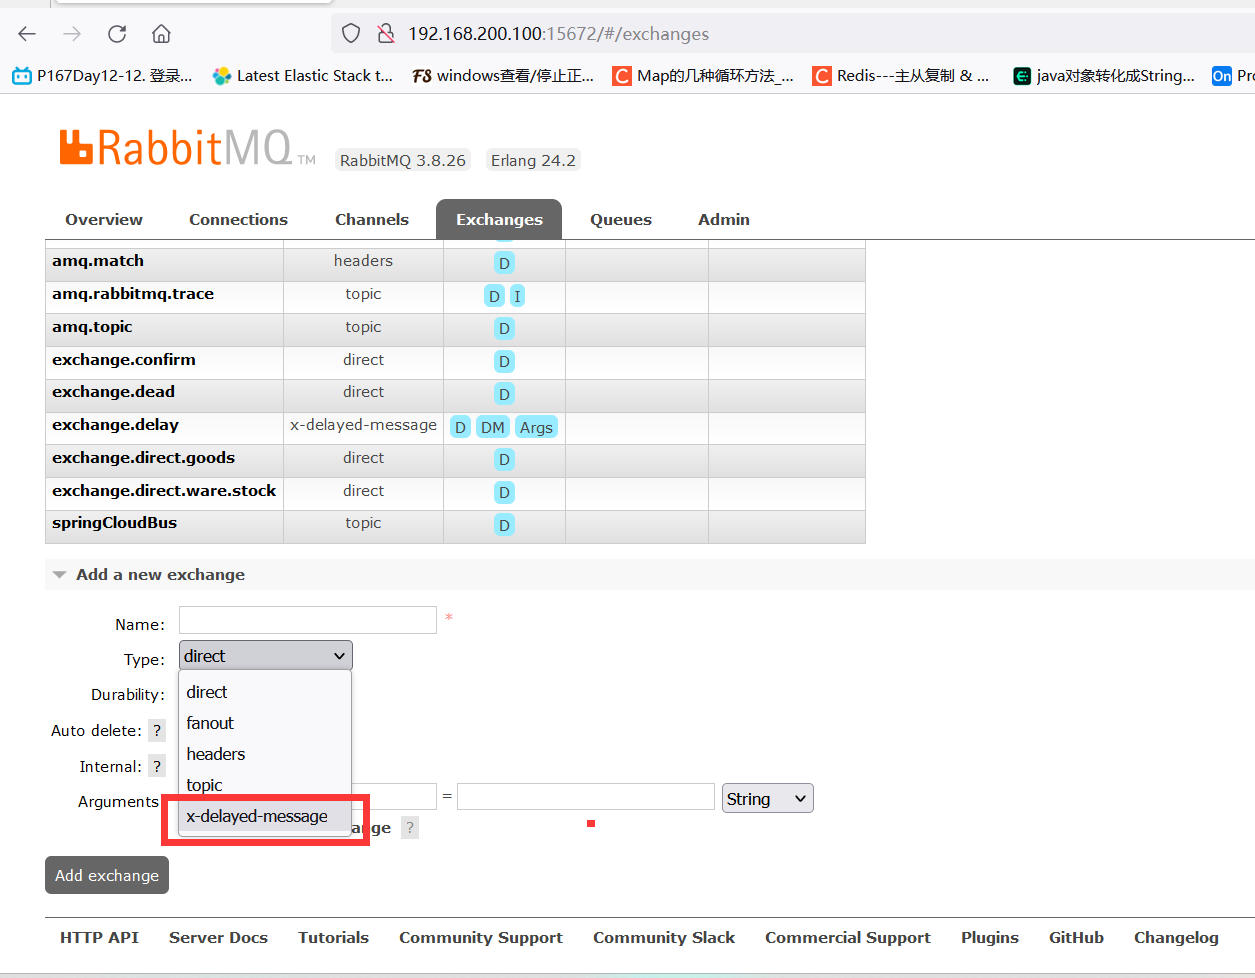 192.168.200.100:15672/#/exchanges
P167Day12-12. 登录... Latest Elastic Stack t... FS windows查看/停止正... C Map的几种循环方法_... C Redis---主从复制 & ... java对象转化成String... On Pro
RabbitMQ TM RabbitMQ 3.8.26 Erlang 24.2
Overview Connections Channels Exchanges Queues Admin
amq.match headers D
amq.rabbitmq.trace topic D I
amq.topic topic D
exchange.confirm direct D
exchange.dead direct D
exchange.delay x-delayed-message D DM Args
exchange.direct.goods direct D
exchange.direct.ware.stock direct D
springCloudBus topic D
Add a new exchange
Name: *
Type: direct
direct
Durability:
fanout
Auto delete: ?
headers
Internal: ?
topic
Arguments = String
x-delayed-message ange ?
Add exchange
HTTP API Server Docs Tutorials Community Support Community Slack Commercial Support Plugins GitHub Changelog